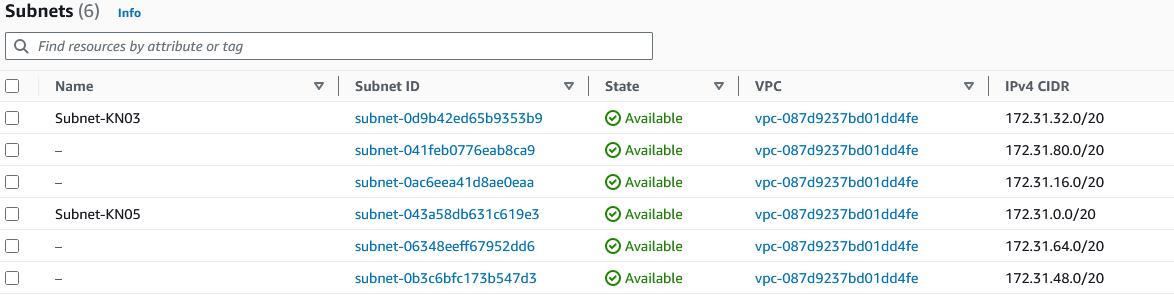 Subnets (6) Info
Find resources by attribute or tag
Name Subnet ID State VPC IPv4 CIDR
Subnet-KN03 subnet-0d9b42ed65b9353b9 Available vpc-087d9237bd01dd4fe 172.31.32.0/20
– subnet-041feb0776eab8ca9 Available vpc-087d9237bd01dd4fe 172.31.80.0/20
– subnet-0ac6eea41d8ae0eaa Available vpc-087d9237bd01dd4fe 172.31.16.0/20
Subnet-KN05 subnet-043a58db631c619e3 Available vpc-087d9237bd01dd4fe 172.31.0.0/20
– subnet-06348eeff67952dd6 Available vpc-087d9237bd01dd4fe 172.31.64.0/20
– subnet-0b3c6bfc173b547d3 Available vpc-087d9237bd01dd4fe 172.31.48.0/20